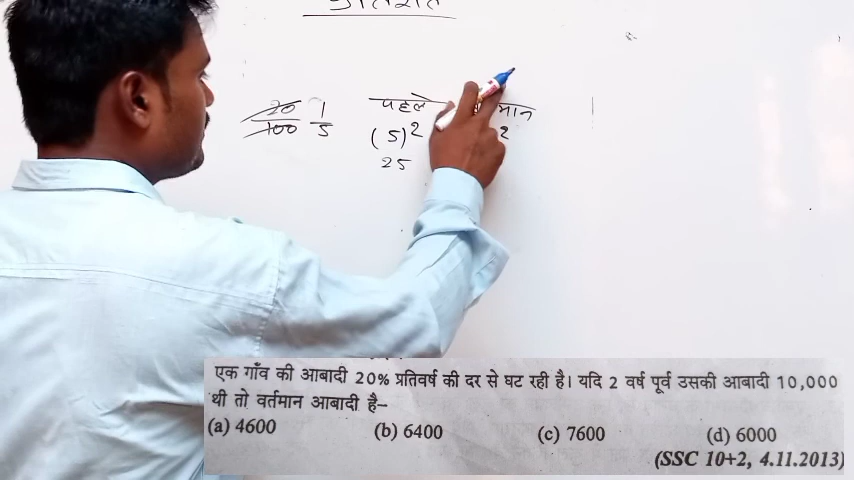 20 1 पहले मान
100 5 (5)² 2
25
एक गाँव की आबादी 20% प्रतिवर्ष की दर से घट रही है। यदि 2 वर्ष पूर्व उसकी आबादी 10,000
थी तो वर्तमान आबादी है–
(a) 4600 (b) 6400 (c) 7600 (d) 6000
(SSC 10+2, 4.11.2013)